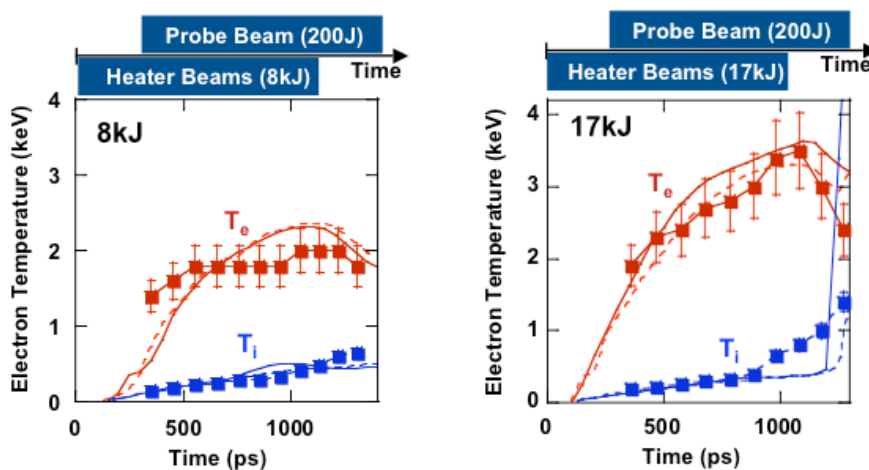 Probe Beam (200J)
Time
Heater Beams (8kJ)
4
3
2
1
0
8kJ
Te
Ti
Electron Temperature (keV)
0
500
1000
Time (ps)
Probe Beam (200J)
Time
Heater Beams (17kJ)
4
3
2
1
0
17kJ
Te
Ti
Electron Temperature (keV)
0
500
1000
Time (ps)